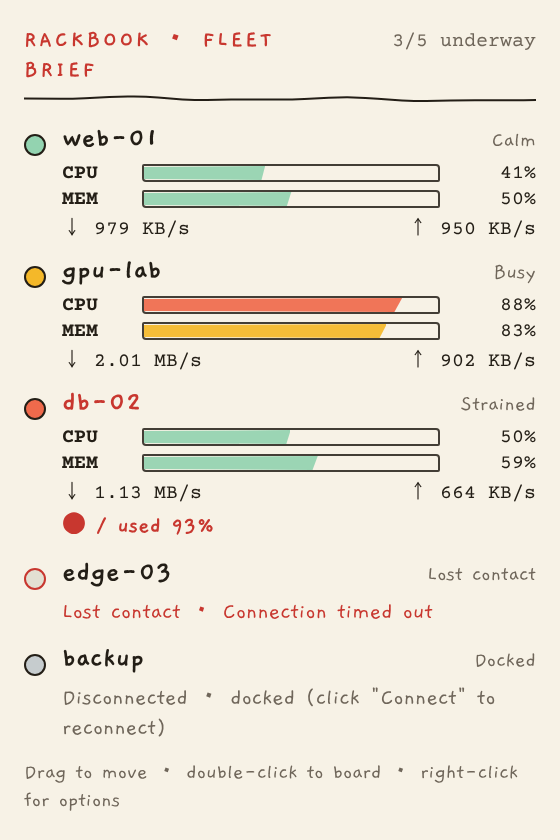 RACKBOOK • FLEET BRIEF 3/5 underway
web-01 Calm
CPU 41%
MEM 50%
↓ 979 KB/s ↑ 950 KB/s
gpu-lab Busy
CPU 88%
MEM 83%
↓ 2.01 MB/s ↑ 902 KB/s
db-02 Strained
CPU 50%
MEM 59%
↓ 1.13 MB/s ↑ 664 KB/s
/ used 93%
edge-03 Lost contact
Lost contact • Connection timed out
backup Docked
Disconnected • docked (click "Connect" to
reconnect)
Drag to move • double-click to board • right-click
for options